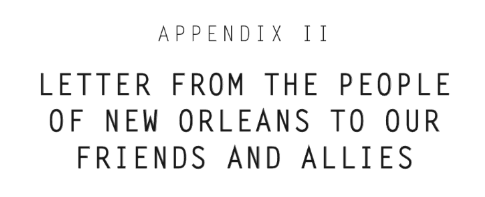 APPENDIX II
LETTER FROM THE PEOPLE
OF NEW ORLEANS TO OUR
FRIENDS AND ALLIES